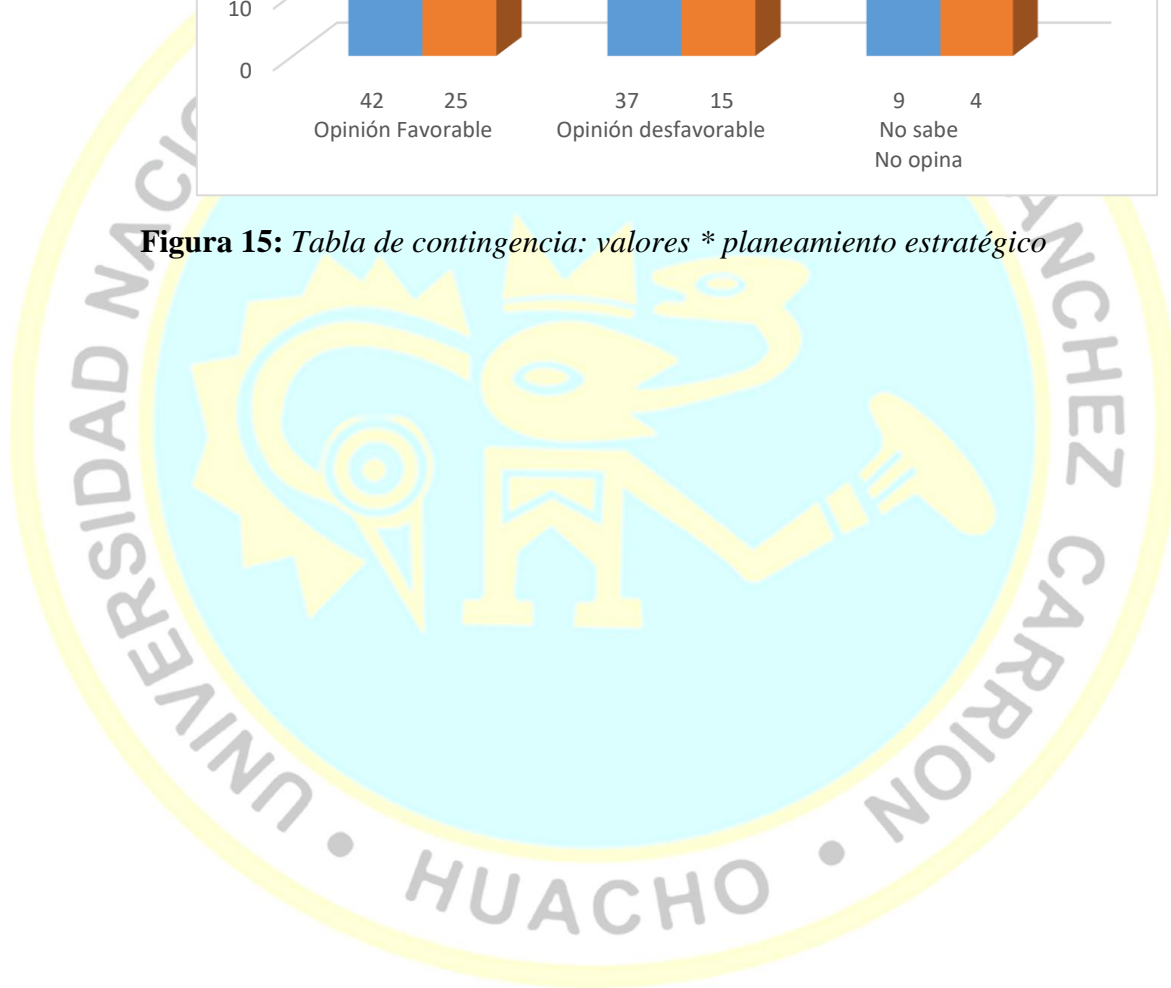 10
0
42 25 37 15 9 4
Opinión Favorable Opinión desfavorable No sabe
No opina
Figura 15: Tabla de contingencia: valores * planeamiento estratégico
UNIVERSIDAD NACIO
ANCHEZ CARRION
• HUACHO •